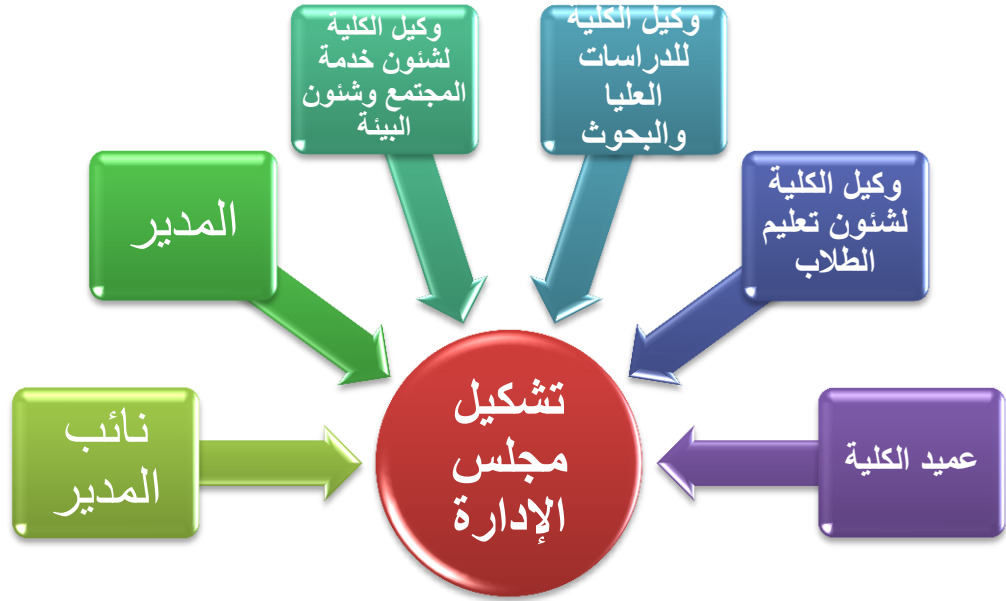 عميد الكلية
وكيل الكلية
لشئون تعليم
الطلاب
وكيل الكلية
للدراسات
العليا
والبحوث
وكيل الكلية
لشئون خدمة
المجتمع وشئون
البيئة
المدير
نائب
المدير
تشكيل
مجلس
الإدارة